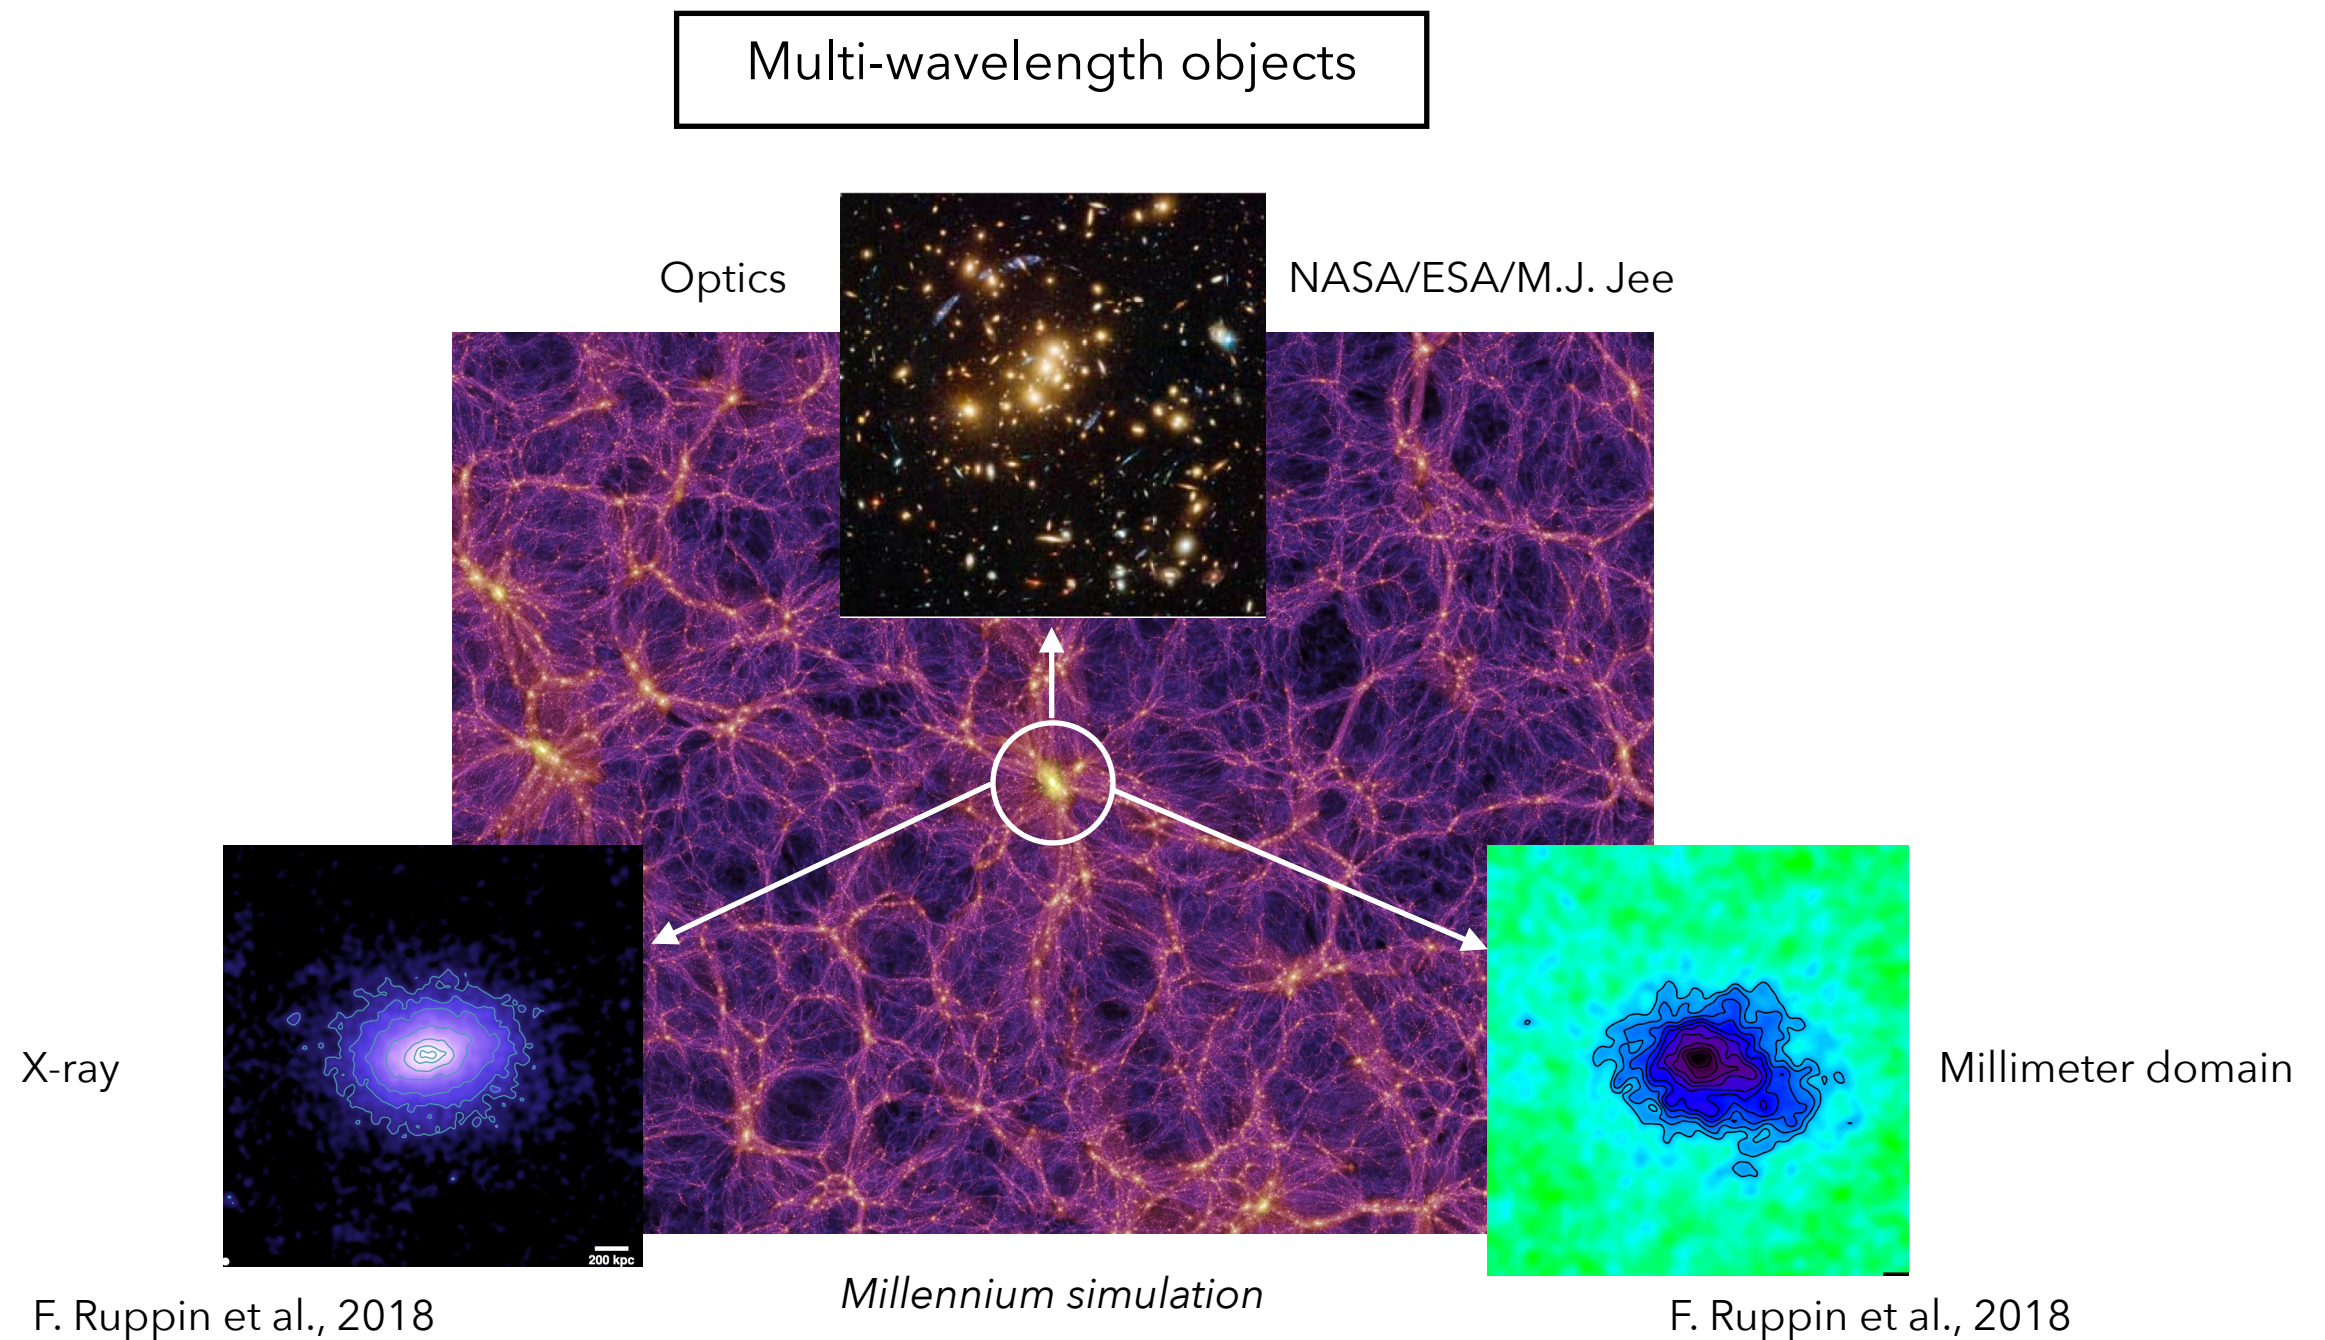 Multi-wavelength objects
Optics
NASA/ESA/M.J. Jee
X-ray
Millimeter domain
200 kpc
Millennium simulation
F. Ruppin et al., 2018
F. Ruppin et al., 2018